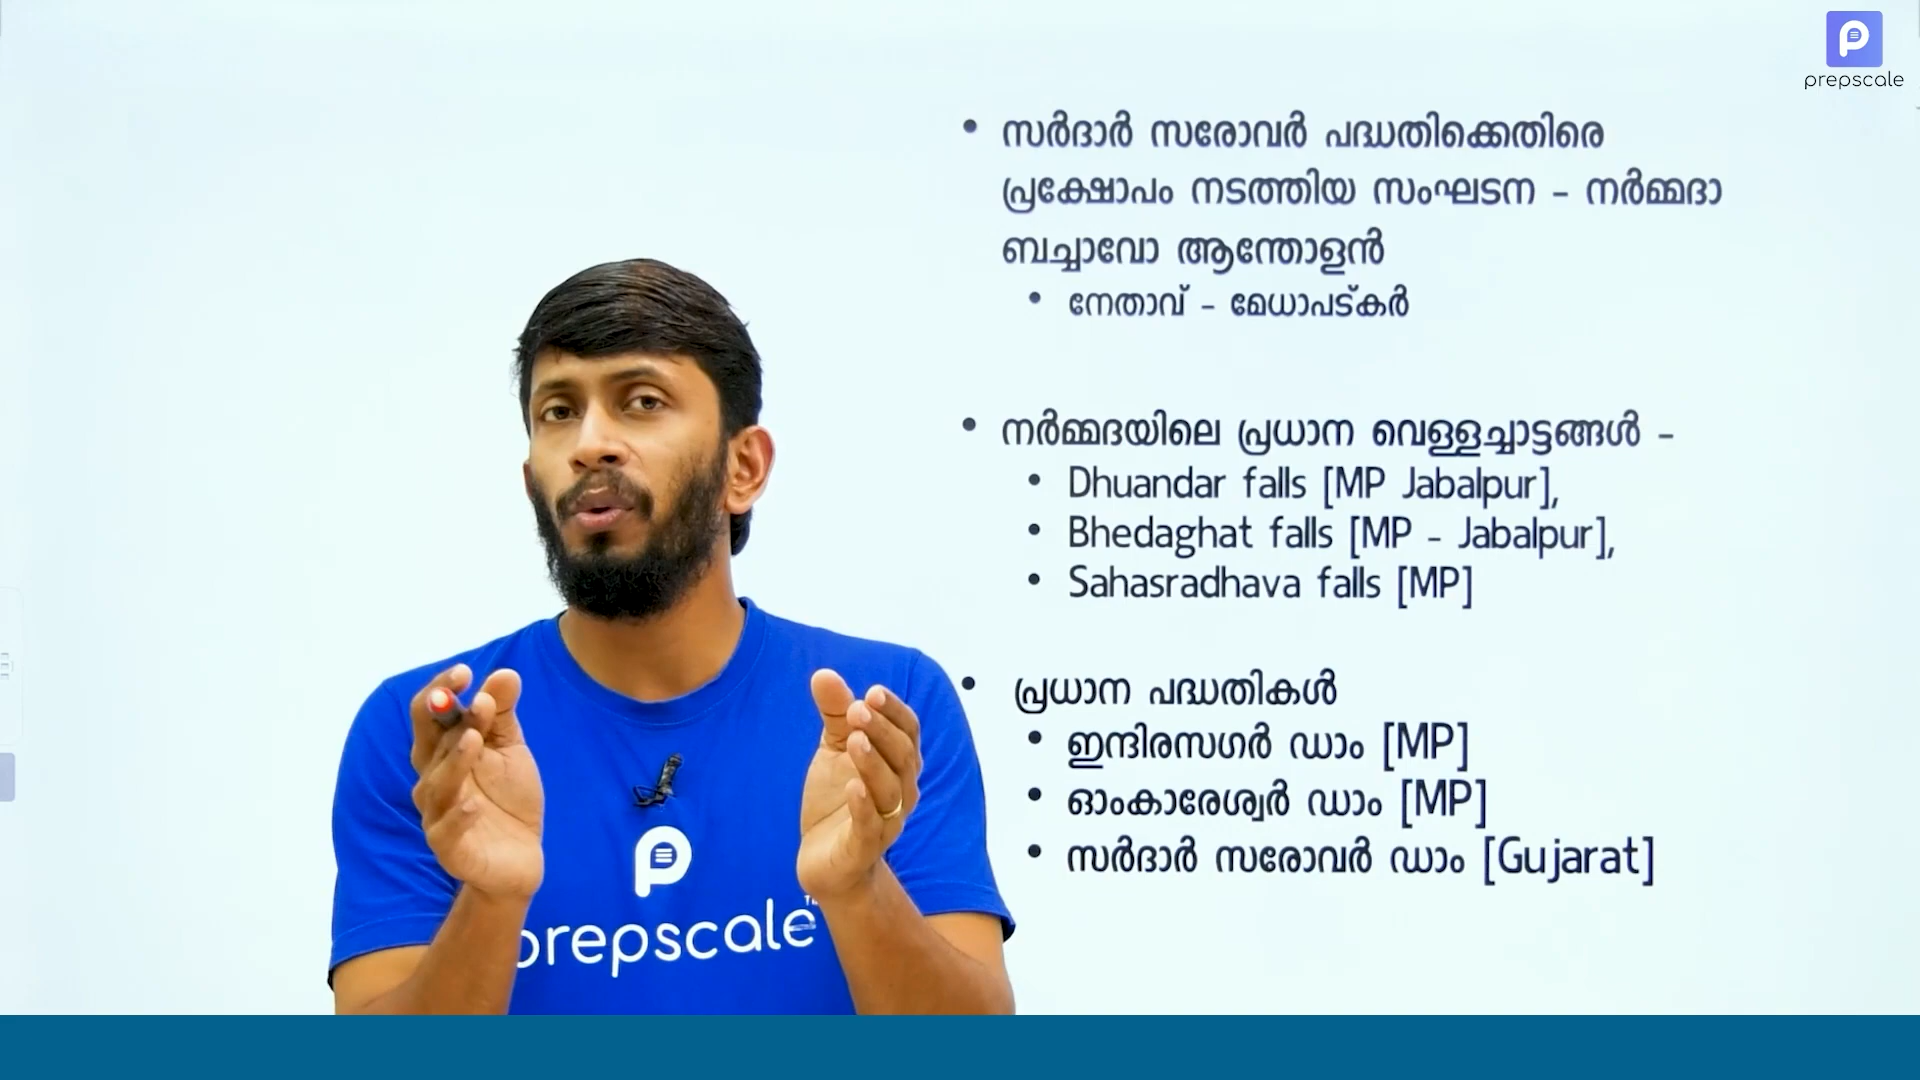 prepscale
• സർദാർ സരോവർ പദ്ധതിക്കെതിരെ
പ്രക്ഷോപം നടത്തിയ സംഘടന - നർമ്മദാ
ബച്ചാവോ ആന്തോളൻ
• നേതാവ് - മേധാപട്കർ
• നർമ്മദയിലെ പ്രധാന വെള്ളച്ചാട്ടങ്ങൾ -
• Dhuandar falls [MP Jabalpur],
• Bhedaghat falls [MP - Jabalpur],
• Sahasradhava falls [MP]
• പ്രധാന പദ്ധതികൾ
• ഇന്ദിരസഗർ ഡാം [MP]
• ഓംകാരേശ്വർ ഡാം [MP]
• സർദാർ സരോവർ ഡാം [Gujarat]
prepscale